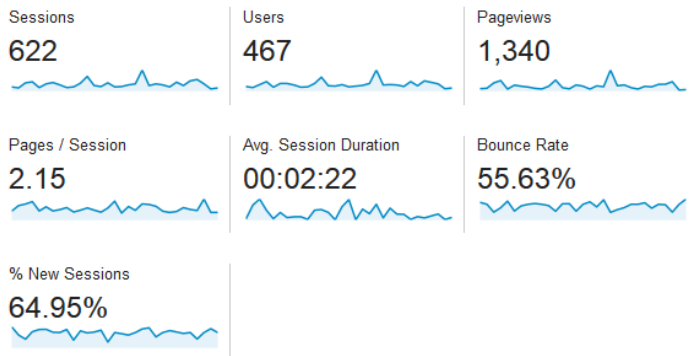 Sessions
622
Users
467
Pageviews
1,340
Pages / Session
2.15
Avg. Session Duration
00:02:22
Bounce Rate
55.63%
% New Sessions
64.95%